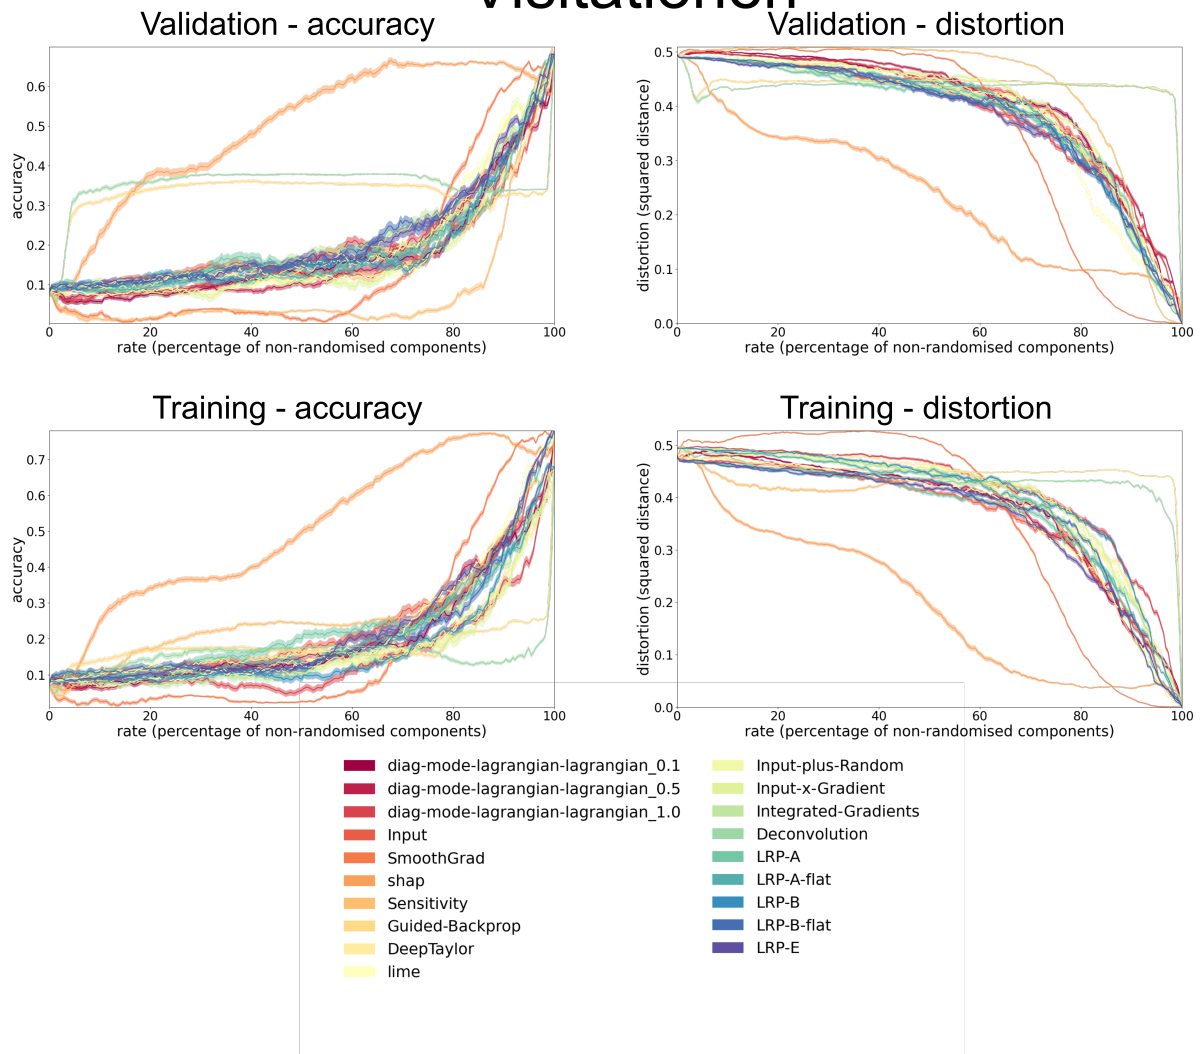 Validation - accuracy
Validation - distortion
accuracy
0.6
0.5
0.4
0.3
0.2
0.1
0 20 40 60 80 100
rate (percentage of non-randomised components)
distortion (squared distance)
0.5
0.4
0.3
0.2
0.1
0.0
0 20 40 60 80 100
rate (percentage of non-randomised components)
Training - accuracy
Training - distortion
accuracy
0.7
0.6
0.5
0.4
0.3
0.2
0.1
0 20 40 60 80 100
rate (percentage of non-randomised components)
distortion (squared distance)
0.5
0.4
0.3
0.2
0.1
0.0
0 20 40 60 80 100
rate (percentage of non-randomised components)
diag-mode-lagrangian-lagrangian_0.1
diag-mode-lagrangian-lagrangian_0.5
diag-mode-lagrangian-lagrangian_1.0
Input
SmoothGrad
shap
Sensitivity
Guided-Backprop
DeepTaylor
lime
Input-plus-Random
Input-x-Gradient
Integrated-Gradients
Deconvolution
LRP-A
LRP-A-flat
LRP-B
LRP-B-flat
LRP-E